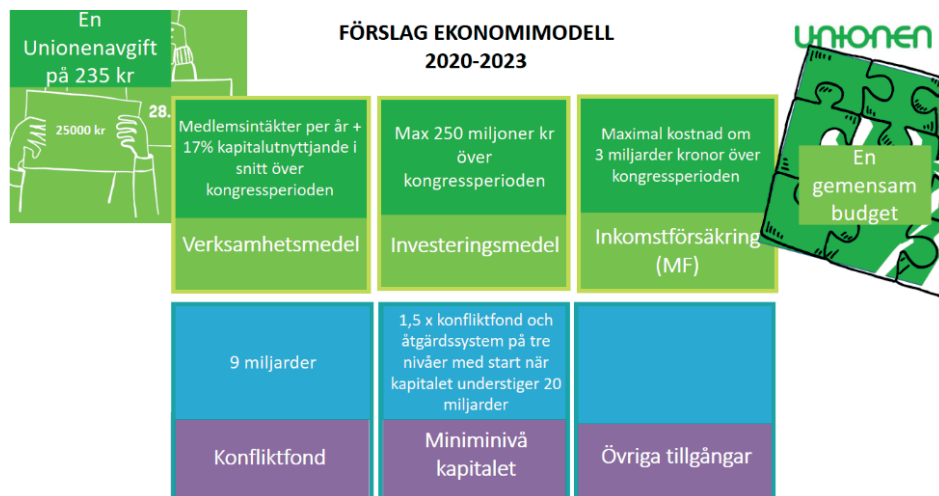 En
Unionenavgift
på 235 kr
25000 kr
28.
FÖRSLAG EKONOMIMODELL
2020-2023
unionen
Medlemsintäkter per år +
17% kapitalutnyttjande i
snitt över
kongressperioden
Verksamhetsmedel
Max 250 miljoner kr
över
kongressperioden
Investeringsmedel
Maximal kostnad om
3 miljarder kronor över
kongressperioden
Inkomstförsäkring
(MF)
En
gemensam
budget
9 miljarder
Konfliktfond
1,5 x konfliktfond och
åtgärdssystem på tre
nivåer med start när
kapitalet understiger 20
miljarder
Miniminivå
kapitalet
Övriga tillgångar